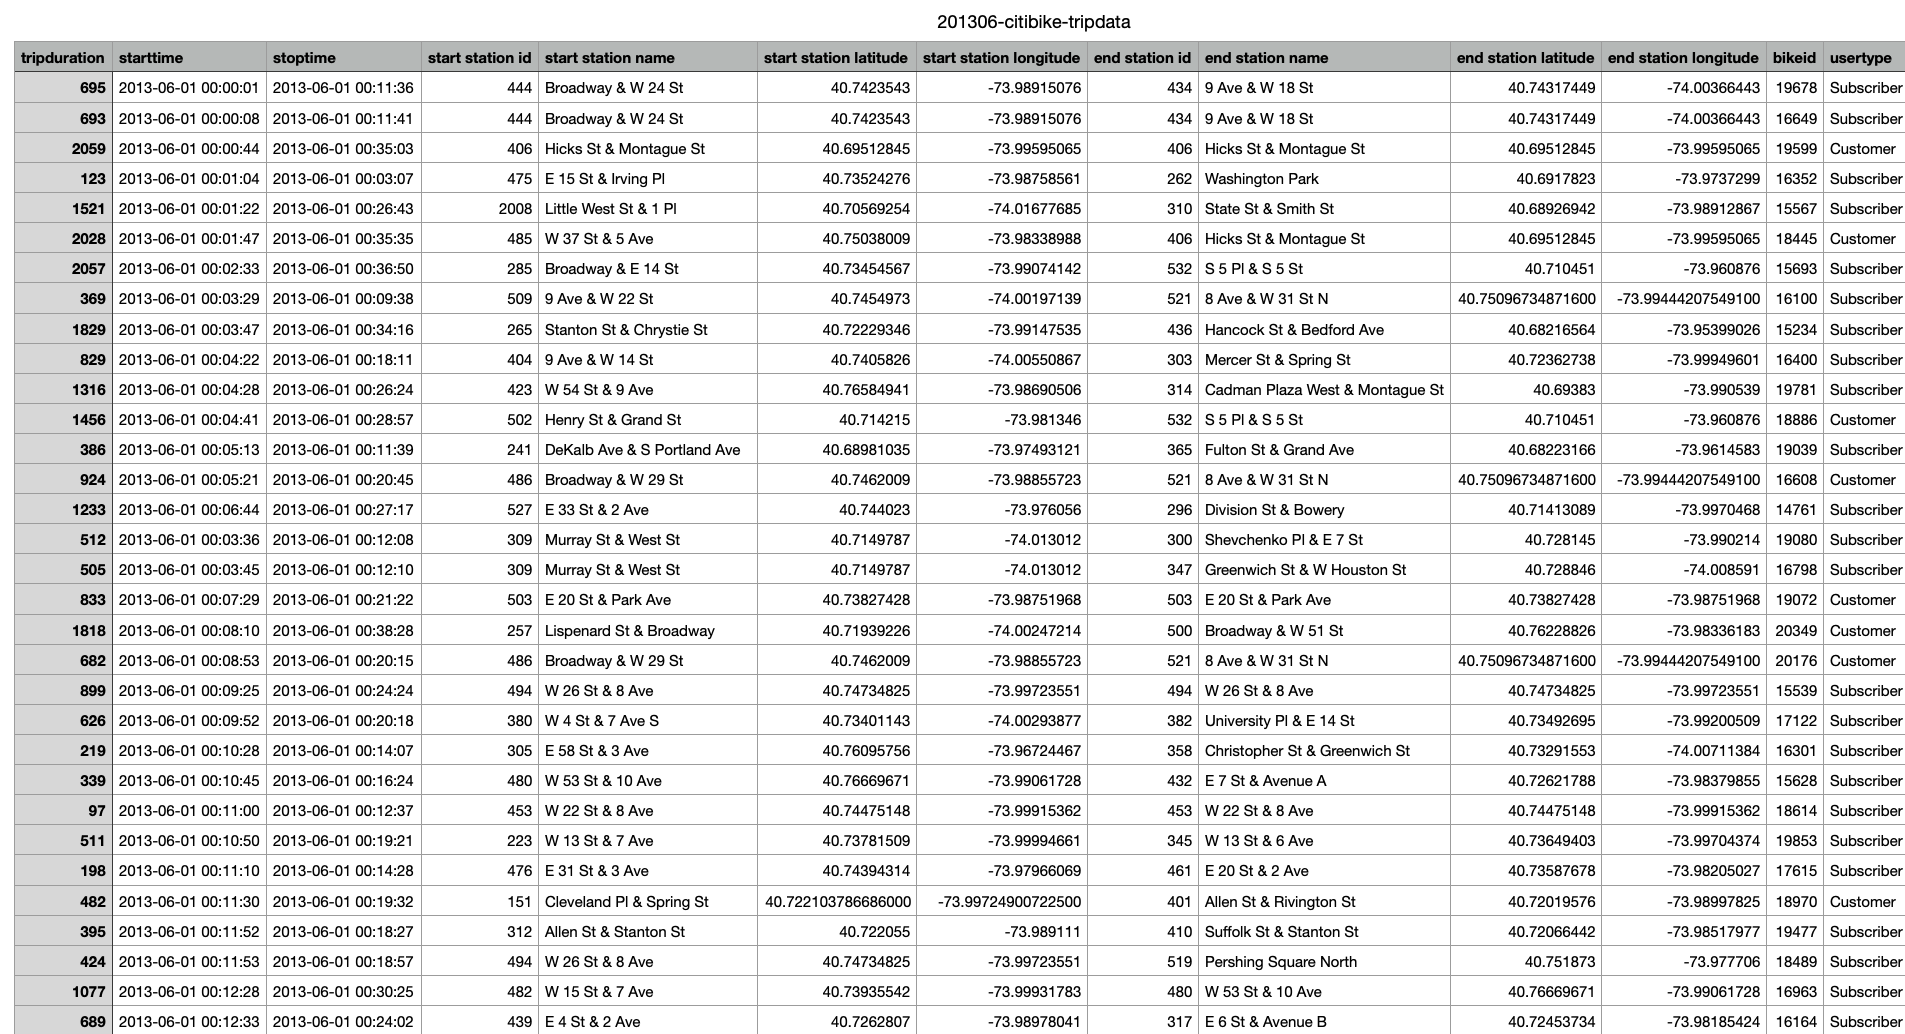 201306-citibike-tripdata
tripduration starttime stoptime start station id start station name start station latitude start station longitude end station id end station name end station latitude end station longitude bikeid usertype
695 2013-06-01 00:00:01 2013-06-01 00:11:36 444 Broadway & W 24 St 40.7423543 -73.98915076 434 9 Ave & W 18 St 40.74317449 -74.00366443 19678 Subscriber
693 2013-06-01 00:00:08 2013-06-01 00:11:41 444 Broadway & W 24 St 40.7423543 -73.98915076 434 9 Ave & W 18 St 40.74317449 -74.00366443 16649 Subscriber
2059 2013-06-01 00:00:44 2013-06-01 00:35:03 406 Hicks St & Montague St 40.69512845 -73.99595065 406 Hicks St & Montague St 40.69512845 -73.99595065 19599 Customer
123 2013-06-01 00:01:04 2013-06-01 00:03:07 475 E 15 St & Irving Pl 40.73524276 -73.98758561 262 Washington Park 40.6917823 -73.9737299 16352 Subscriber
1521 2013-06-01 00:01:22 2013-06-01 00:26:43 2008 Little West St & 1 Pl 40.70569254 -74.01677685 310 State St & Smith St 40.68926942 -73.98912867 15567 Subscriber
2028 2013-06-01 00:01:47 2013-06-01 00:35:35 485 W 37 St & 5 Ave 40.75038009 -73.98338988 406 Hicks St & Montague St 40.69512845 -73.99595065 18445 Customer
2057 2013-06-01 00:02:33 2013-06-01 00:36:50 285 Broadway & E 14 St 40.73454567 -73.99074142 532 S 5 Pl & S 5 St 40.710451 -73.960876 15693 Subscriber
369 2013-06-01 00:03:29 2013-06-01 00:09:38 509 9 Ave & W 22 St 40.7454973 -74.00197139 521 8 Ave & W 31 St N 40.75096734871600 -73.99444207549100 16100 Subscriber
1829 2013-06-01 00:03:47 2013-06-01 00:34:16 265 Stanton St & Chrystie St 40.72229346 -73.99147535 436 Hancock St & Bedford Ave 40.68216564 -73.95399026 15234 Subscriber
829 2013-06-01 00:04:22 2013-06-01 00:18:11 404 9 Ave & W 14 St 40.7405826 -74.00550867 303 Mercer St & Spring St 40.72362738 -73.99949601 16400 Subscriber
1316 2013-06-01 00:04:28 2013-06-01 00:26:24 423 W 54 St & 9 Ave 40.76584941 -73.98690506 314 Cadman Plaza West & Montague St 40.69383 -73.990539 19781 Subscriber
1456 2013-06-01 00:04:41 2013-06-01 00:28:57 502 Henry St & Grand St 40.714215 -73.981346 532 S 5 Pl & S 5 St 40.710451 -73.960876 18886 Customer
386 2013-06-01 00:05:13 2013-06-01 00:11:39 241 DeKalb Ave & S Portland Ave 40.68981035 -73.97493121 365 Fulton St & Grand Ave 40.68223166 -73.9614583 19039 Subscriber
924 2013-06-01 00:05:21 2013-06-01 00:20:45 486 Broadway & W 29 St 40.7462009 -73.98855723 521 8 Ave & W 31 St N 40.75096734871600 -73.99444207549100 16608 Customer
1233 2013-06-01 00:06:44 2013-06-01 00:27:17 527 E 33 St & 2 Ave 40.744023 -73.976056 296 Division St & Bowery 40.71413089 -73.9970468 14761 Subscriber
512 2013-06-01 00:03:36 2013-06-01 00:12:08 309 Murray St & West St 40.7149787 -74.013012 300 Shevchenko Pl & E 7 St 40.728145 -73.990214 19080 Subscriber
505 2013-06-01 00:03:45 2013-06-01 00:12:10 309 Murray St & West St 40.7149787 -74.013012 347 Greenwich St & W Houston St 40.728846 -74.008591 16798 Subscriber
833 2013-06-01 00:07:29 2013-06-01 00:21:22 503 E 20 St & Park Ave 40.73827428 -73.98751968 503 E 20 St & Park Ave 40.73827428 -73.98751968 19072 Customer
1818 2013-06-01 00:08:10 2013-06-01 00:38:28 257 Lispenard St & Broadway 40.71939226 -74.00247214 500 Broadway & W 51 St 40.76228826 -73.98336183 20349 Customer
682 2013-06-01 00:08:53 2013-06-01 00:20:15 486 Broadway & W 29 St 40.7462009 -73.98855723 521 8 Ave & W 31 St N 40.75096734871600 -73.99444207549100 20176 Customer
899 2013-06-01 00:09:25 2013-06-01 00:24:24 494 W 26 St & 8 Ave 40.74734825 -73.99723551 494 W 26 St & 8 Ave 40.74734825 -73.99723551 15539 Subscriber
626 2013-06-01 00:09:52 2013-06-01 00:20:18 380 W 4 St & 7 Ave S 40.73401143 -74.00293877 382 University Pl & E 14 St 40.73492695 -73.99200509 17122 Subscriber
219 2013-06-01 00:10:28 2013-06-01 00:14:07 305 E 58 St & 3 Ave 40.76095756 -73.96724467 358 Christopher St & Greenwich St 40.73291553 -74.00711384 16301 Subscriber
339 2013-06-01 00:10:45 2013-06-01 00:16:24 480 W 53 St & 10 Ave 40.76669671 -73.99061728 432 E 7 St & Avenue A 40.72621788 -73.98379855 15628 Subscriber
97 2013-06-01 00:11:00 2013-06-01 00:12:37 453 W 22 St & 8 Ave 40.74475148 -73.99915362 453 W 22 St & 8 Ave 40.74475148 -73.99915362 18614 Subscriber
511 2013-06-01 00:10:50 2013-06-01 00:19:21 223 W 13 St & 7 Ave 40.73781509 -73.99994661 345 W 13 St & 6 Ave 40.73649403 -73.99704374 19853 Subscriber
198 2013-06-01 00:11:10 2013-06-01 00:14:28 476 E 31 St & 3 Ave 40.74394314 -73.97966069 461 E 20 St & 2 Ave 40.73587678 -73.98205027 17615 Subscriber
482 2013-06-01 00:11:30 2013-06-01 00:19:32 151 Cleveland Pl & Spring St 40.722103786686000 -73.99724900722500 401 Allen St & Rivington St 40.72019576 -73.98997825 18970 Customer
395 2013-06-01 00:11:52 2013-06-01 00:18:27 312 Allen St & Stanton St 40.722055 -73.989111 410 Suffolk St & Stanton St 40.72066442 -73.98517977 19477 Subscriber
424 2013-06-01 00:11:53 2013-06-01 00:18:57 494 W 26 St & 8 Ave 40.74734825 -73.99723551 519 Pershing Square North 40.751873 -73.977706 18489 Subscriber
1077 2013-06-01 00:12:28 2013-06-01 00:30:25 482 W 15 St & 7 Ave 40.73935542 -73.99931783 480 W 53 St & 10 Ave 40.76669671 -73.99061728 16963 Subscriber
689 2013-06-01 00:12:33 2013-06-01 00:24:02 439 E 4 St & 2 Ave 40.7262807 -73.98978041 317 E 6 St & Avenue B 40.72453734 -73.98185424 16164 Subscriber